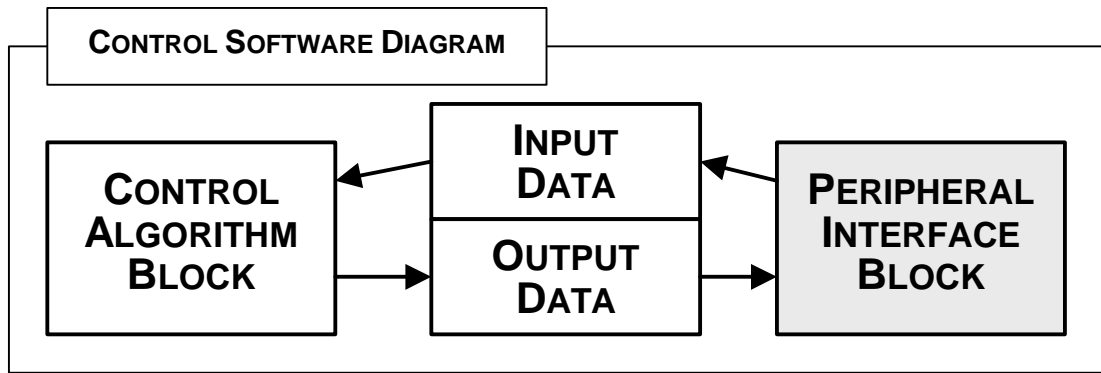 CONTROL SOFTWARE DIAGRAM
CONTROL
ALGORITHM
BLOCK
INPUT
DATA
OUTPUT
DATA
PERIPHERAL
INTERFACE
BLOCK